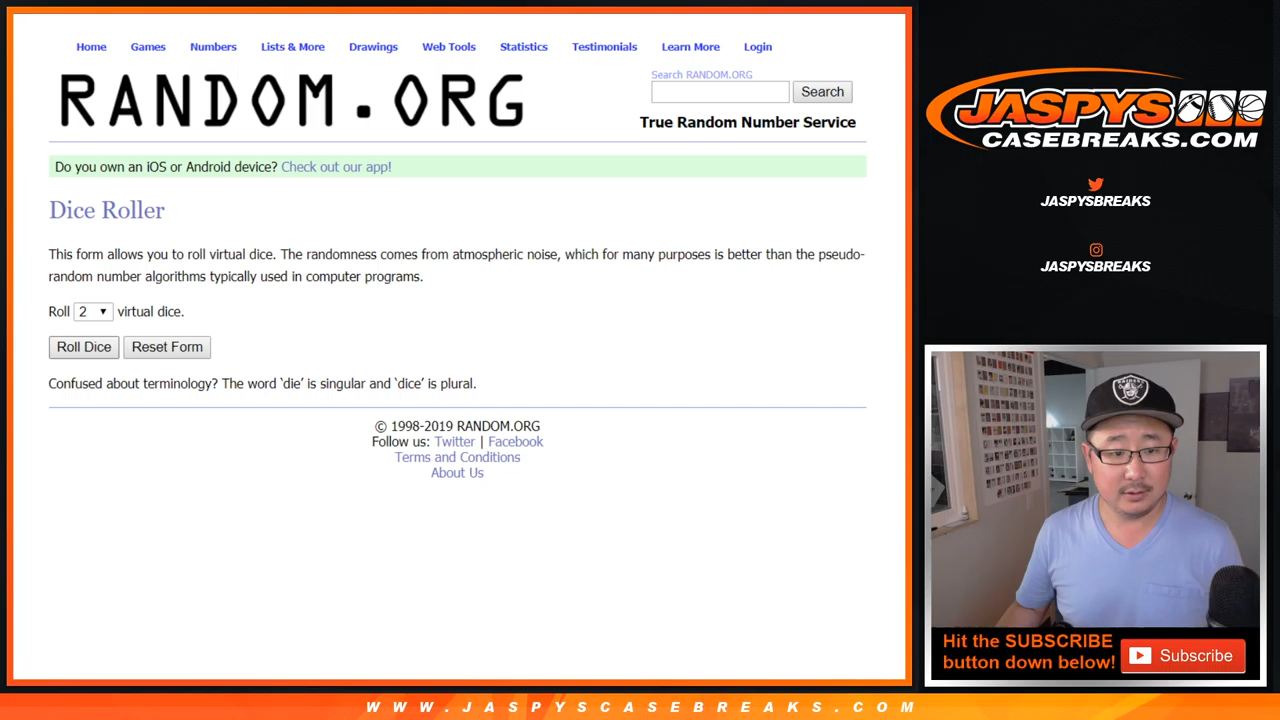 Home Games Numbers Lists & More Drawings Web Tools Statistics Testimonials Learn More Login
RANDOM.ORG
Search RANDOM.ORG
Search
True Random Number Service
Do you own an iOS or Android device? Check out our app!
Dice Roller
This form allows you to roll virtual dice. The randomness comes from atmospheric noise, which for many purposes is better than the pseudo-
random number algorithms typically used in computer programs.
Roll 2 virtual dice.
Roll Dice Reset Form
Confused about terminology? The word ‘die’ is singular and ‘dice’ is plural.
© 1998-2019 RANDOM.ORG
Follow us: Twitter | Facebook
Terms and Conditions
About Us
JASPYS
CASEBREAKS.COM
JASPYSBREAKS
JASPYSBREAKS
RAIDERS
Hit the SUBSCRIBE
button down below!
Subscribe
WWW.JASPYSCASEBREAKS.COM